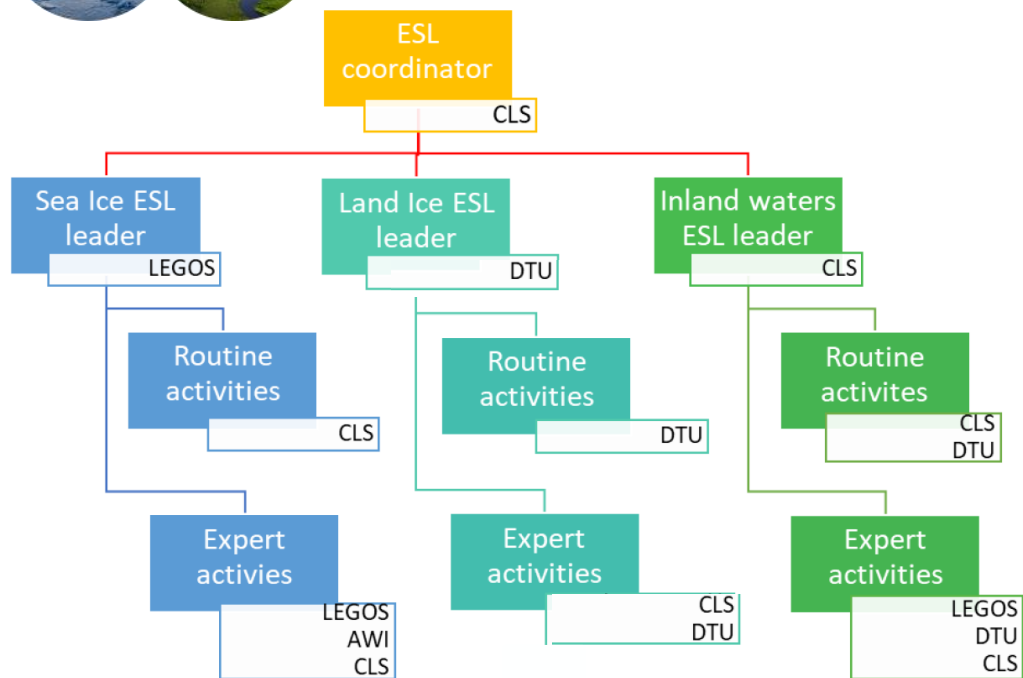 ESL
coordinator
CLS
Sea Ice ESL
leader
LEGOS
Land Ice ESL
leader
DTU
Inland waters
ESL leader
CLS
Routine
activities
CLS
Routine
activities
DTU
Routine
activites
CLS
DTU
Expert
activies
LEGOS
AWI
CLS
Expert
activities
CLS
DTU
Expert
activities
LEGOS
DTU
CLS